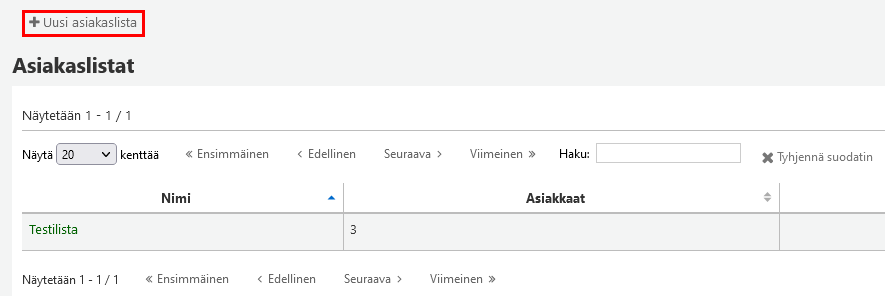 Uusi asiakaslista
Asiakaslistat
Näytetään 1 - 1 / 1
Näytä 20 kenttää « Ensimmäinen ‹ Edellinen Seuraava › Viimeinen » Haku: Tyhjennä suodatin
Nimi Asiakkaat
Testilista 3
Näytetään 1 - 1 / 1 « Ensimmäinen ‹ Edellinen Seuraava › Viimeinen »